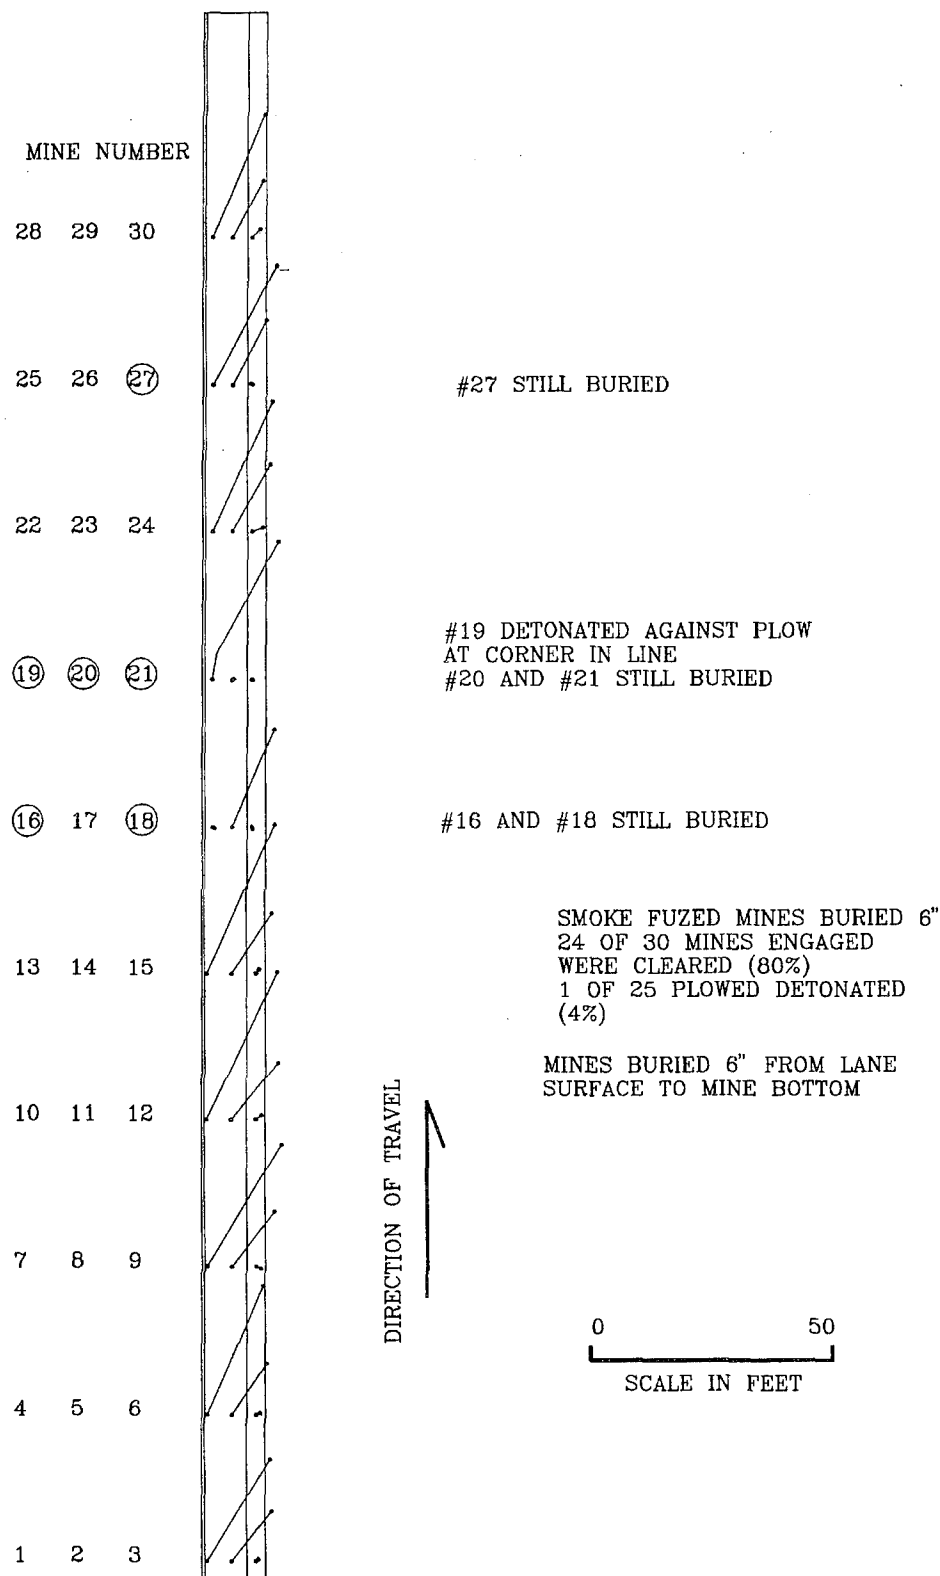 MINE NUMBER
28 29 30
25 26 27
#27 STILL BURIED
22 23 24
#19 DETONATED AGAINST PLOW
AT CORNER IN LINE
#20 AND #21 STILL BURIED
19 20 21
16 17 18
#16 AND #18 STILL BURIED
SMOKE FUZED MINES BURIED 6"
24 OF 30 MINES ENGAGED
WERE CLEARED (80%)
1 OF 25 PLOWED DETONATED
(4%)
13 14 15
MINES BURIED 6" FROM LANE
SURFACE TO MINE BOTTOM
10 11 12
DIRECTION OF TRAVEL
7 8 9
0 50
SCALE IN FEET
4 5 6
1 2 3